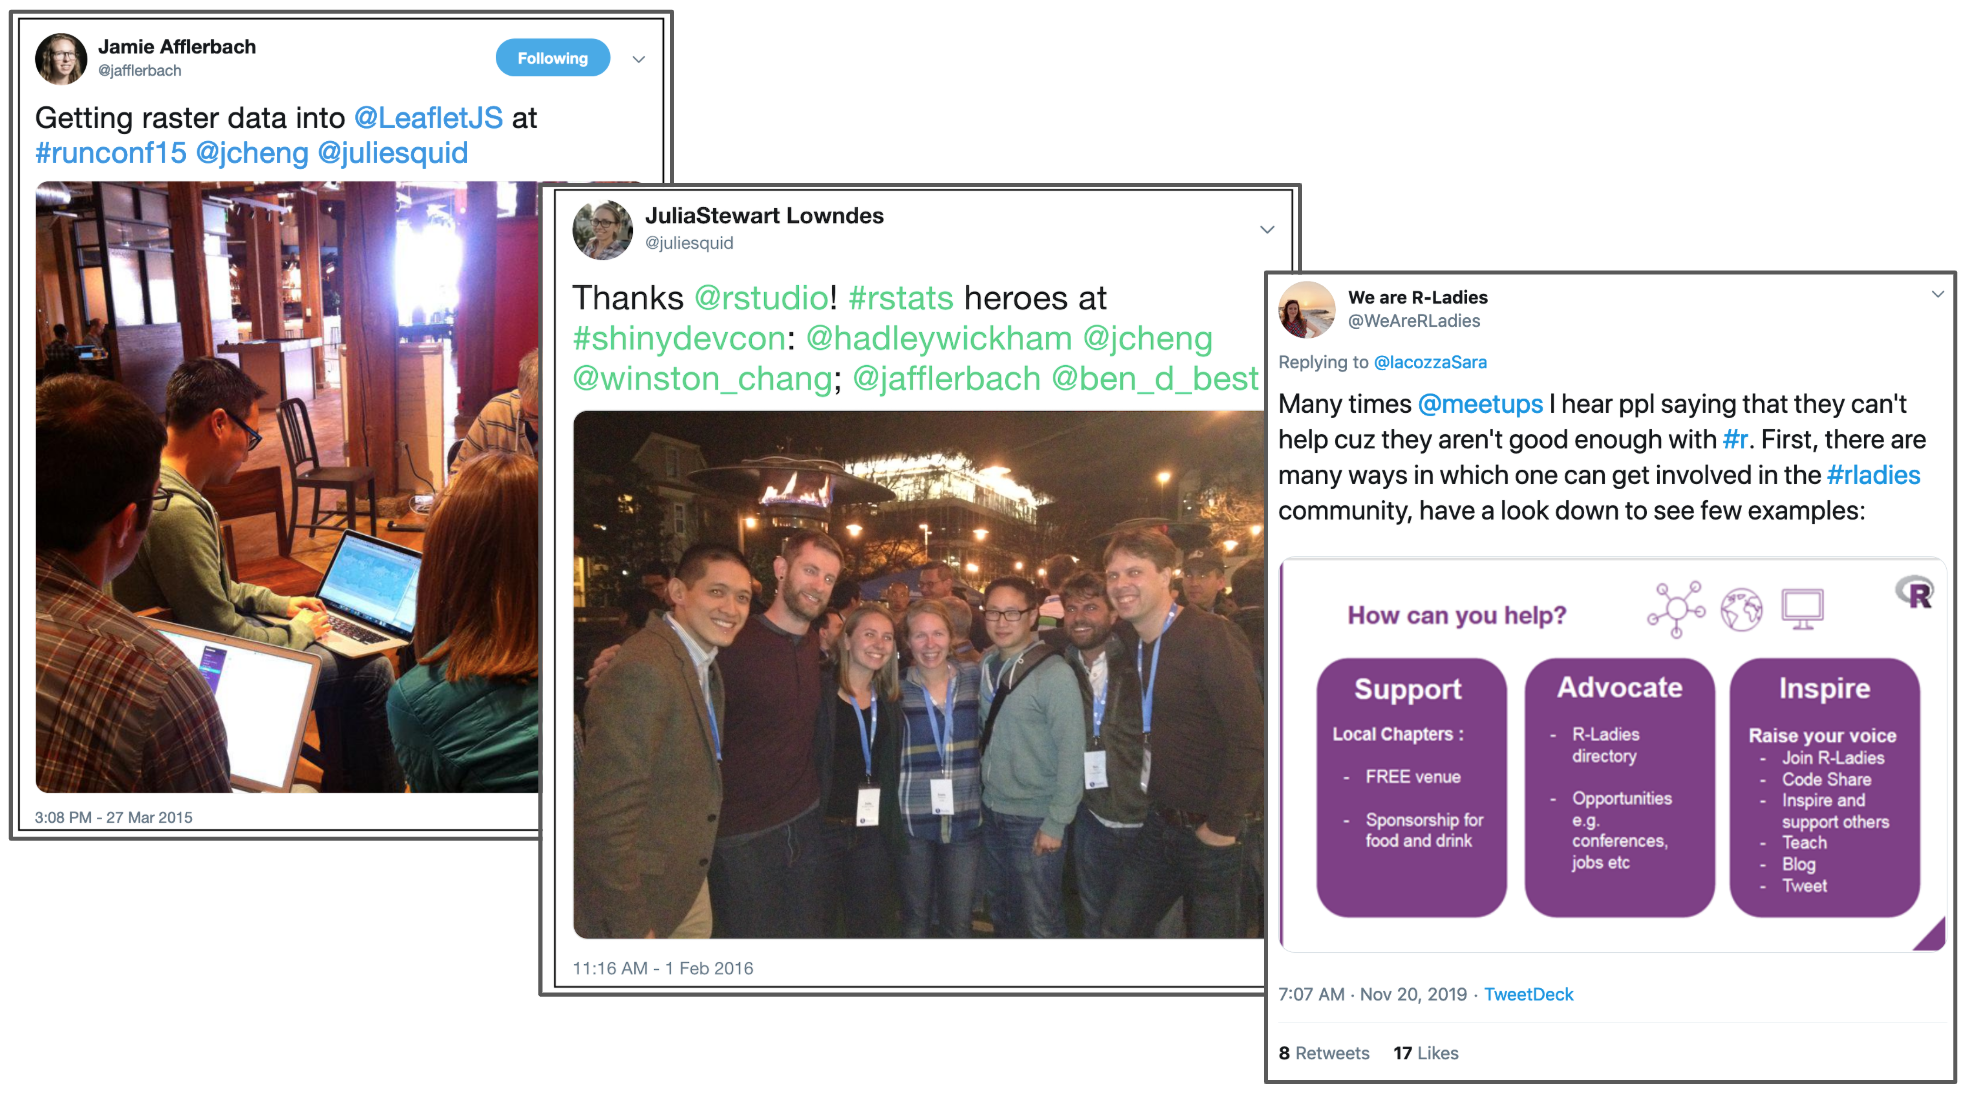 Jamie Afflerbach
@jafflerbach
Following
Getting raster data into @LeafletJS at
#runconf15 @jcheng @juliesquid
3:08 PM - 27 Mar 2015
JuliaStewart Lowndes
@juliesquid
Thanks @rstudio! #rstats heroes at
#shinydevcon: @hadleywickham @jcheng
@winston_chang; @jafflerbach @ben_d_best
11:16 AM - 1 Feb 2016
We are R-Ladies
@WeAreRLadies
Replying to @lacozzaSara
Many times @meetups I hear ppl saying that they can't
help cuz they aren't good enough with #r. First, there are
many ways in which one can get involved in the #rladies
community, have a look down to see few examples:
How can you help?
R
Support
Local Chapters :
- FREE venue
- Sponsorship for
food and drink
Advocate
- R-Ladies
directory
- Opportunities
e.g.
conferences,
jobs etc
Inspire
Raise your voice
- Join R-Ladies
- Code Share
- Inspire and
support others
- Teach
- Blog
- Tweet
7:07 AM · Nov 20, 2019 · TweetDeck
8 Retweets 17 Likes